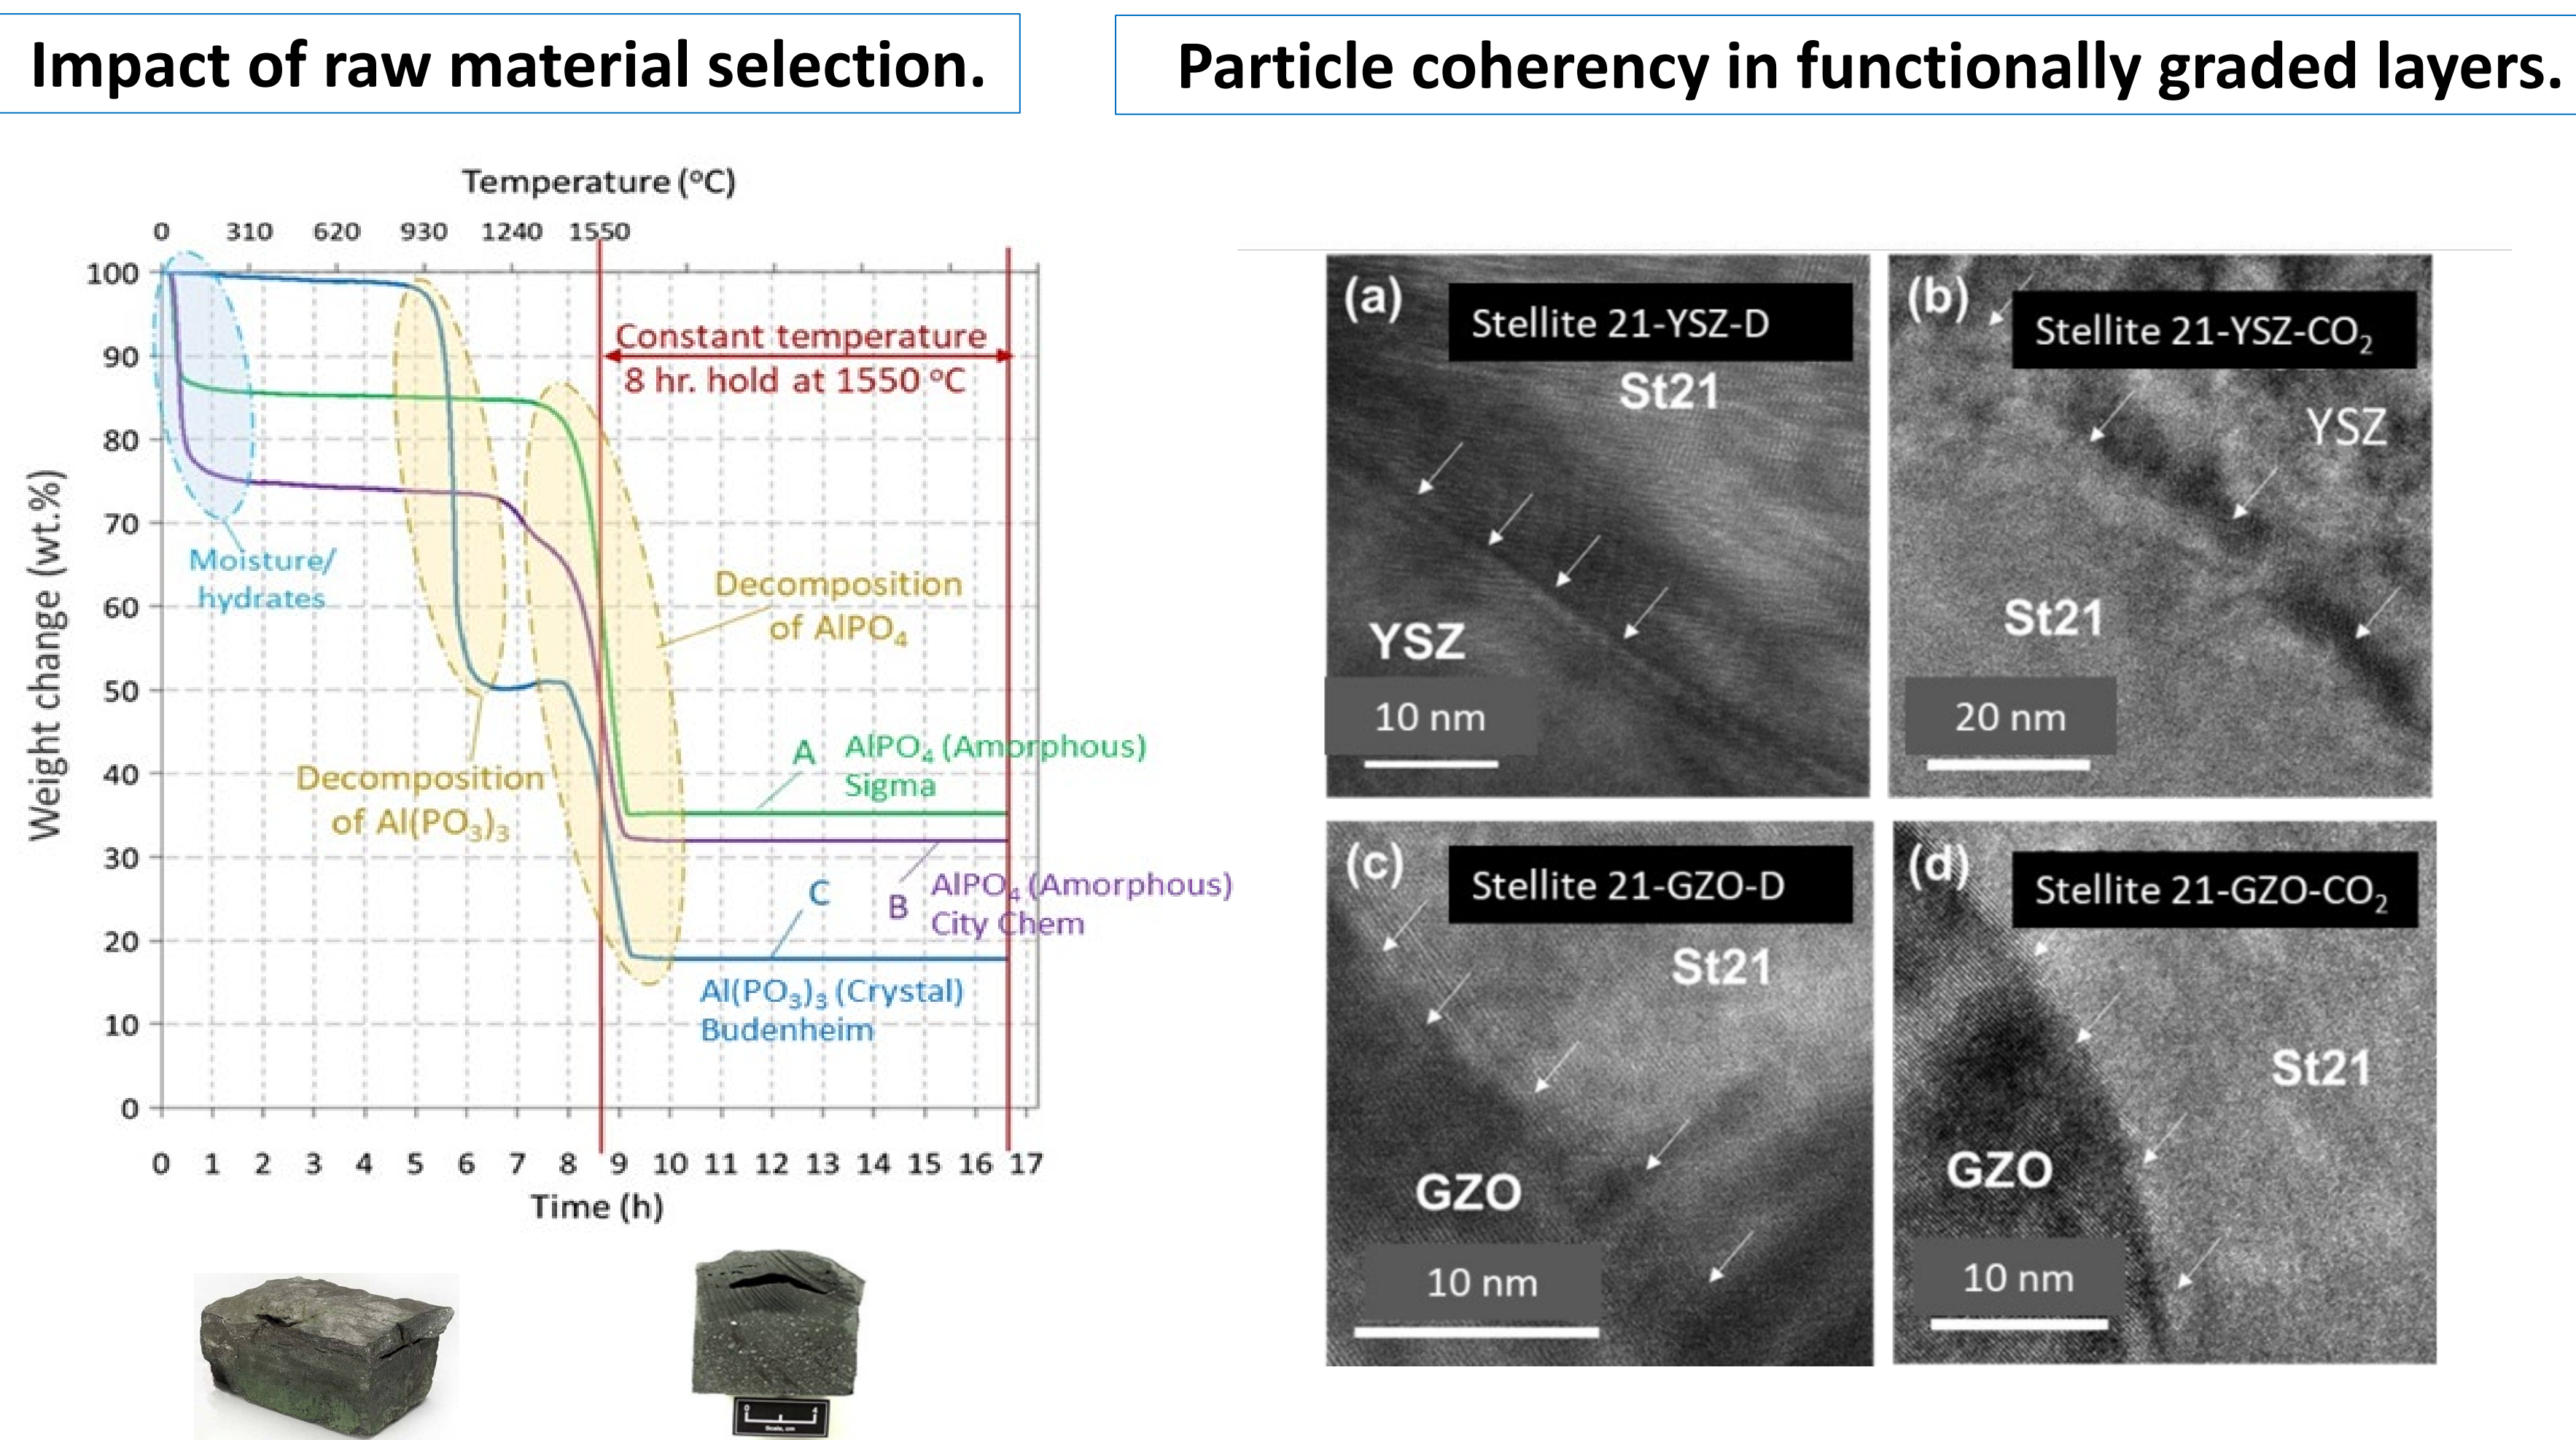 Impact of raw material selection.
Particle coherency in functionally graded layers.
Temperature (°C)
0 310 620 930 1240 1550
Weight change (wt.%)
100
90
80
70
60
50
40
30
20
10
0
Constant temperature
8 hr. hold at 1550 °C
Moisture/
hydrates
Decomposition
of AlPO₄
Decomposition
of Al(PO₃)₃
A AlPO₄ (Amorphous)
Sigma
B AlPO₄ (Amorphous)
City Chem
C
Al(PO₃)₃ (Crystal)
Budenheim
0 1 2 3 4 5 6 7 8 9 10 11 12 13 14 15 16 17
Time (h)
0 4
Scale, cm
(a) Stellite 21-YSZ-D
St21
YSZ
10 nm
(b) Stellite 21-YSZ-CO₂
YSZ
St21
20 nm
(c) Stellite 21-GZO-D
St21
GZO
10 nm
(d) Stellite 21-GZO-CO₂
St21
GZO
10 nm